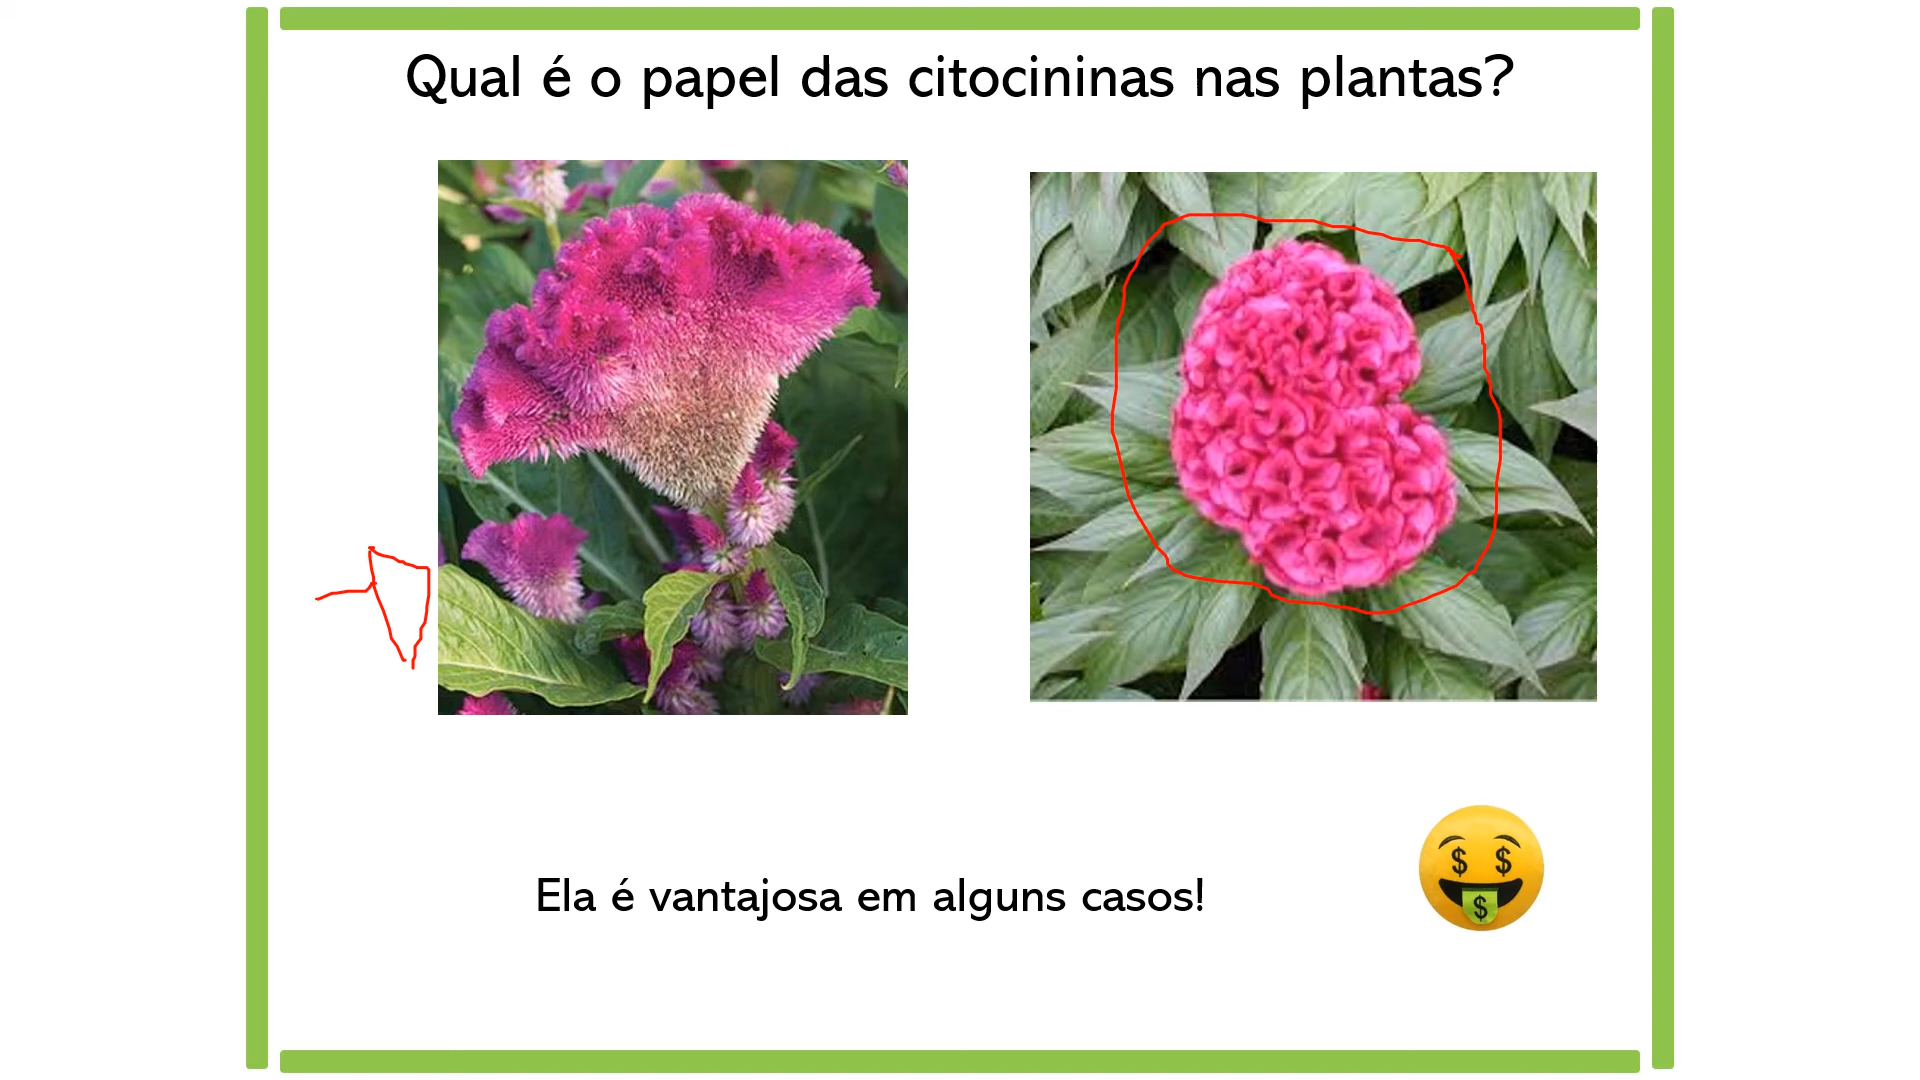 Qual é o papel das citocininas nas plantas?
Ela é vantajosa em alguns casos!